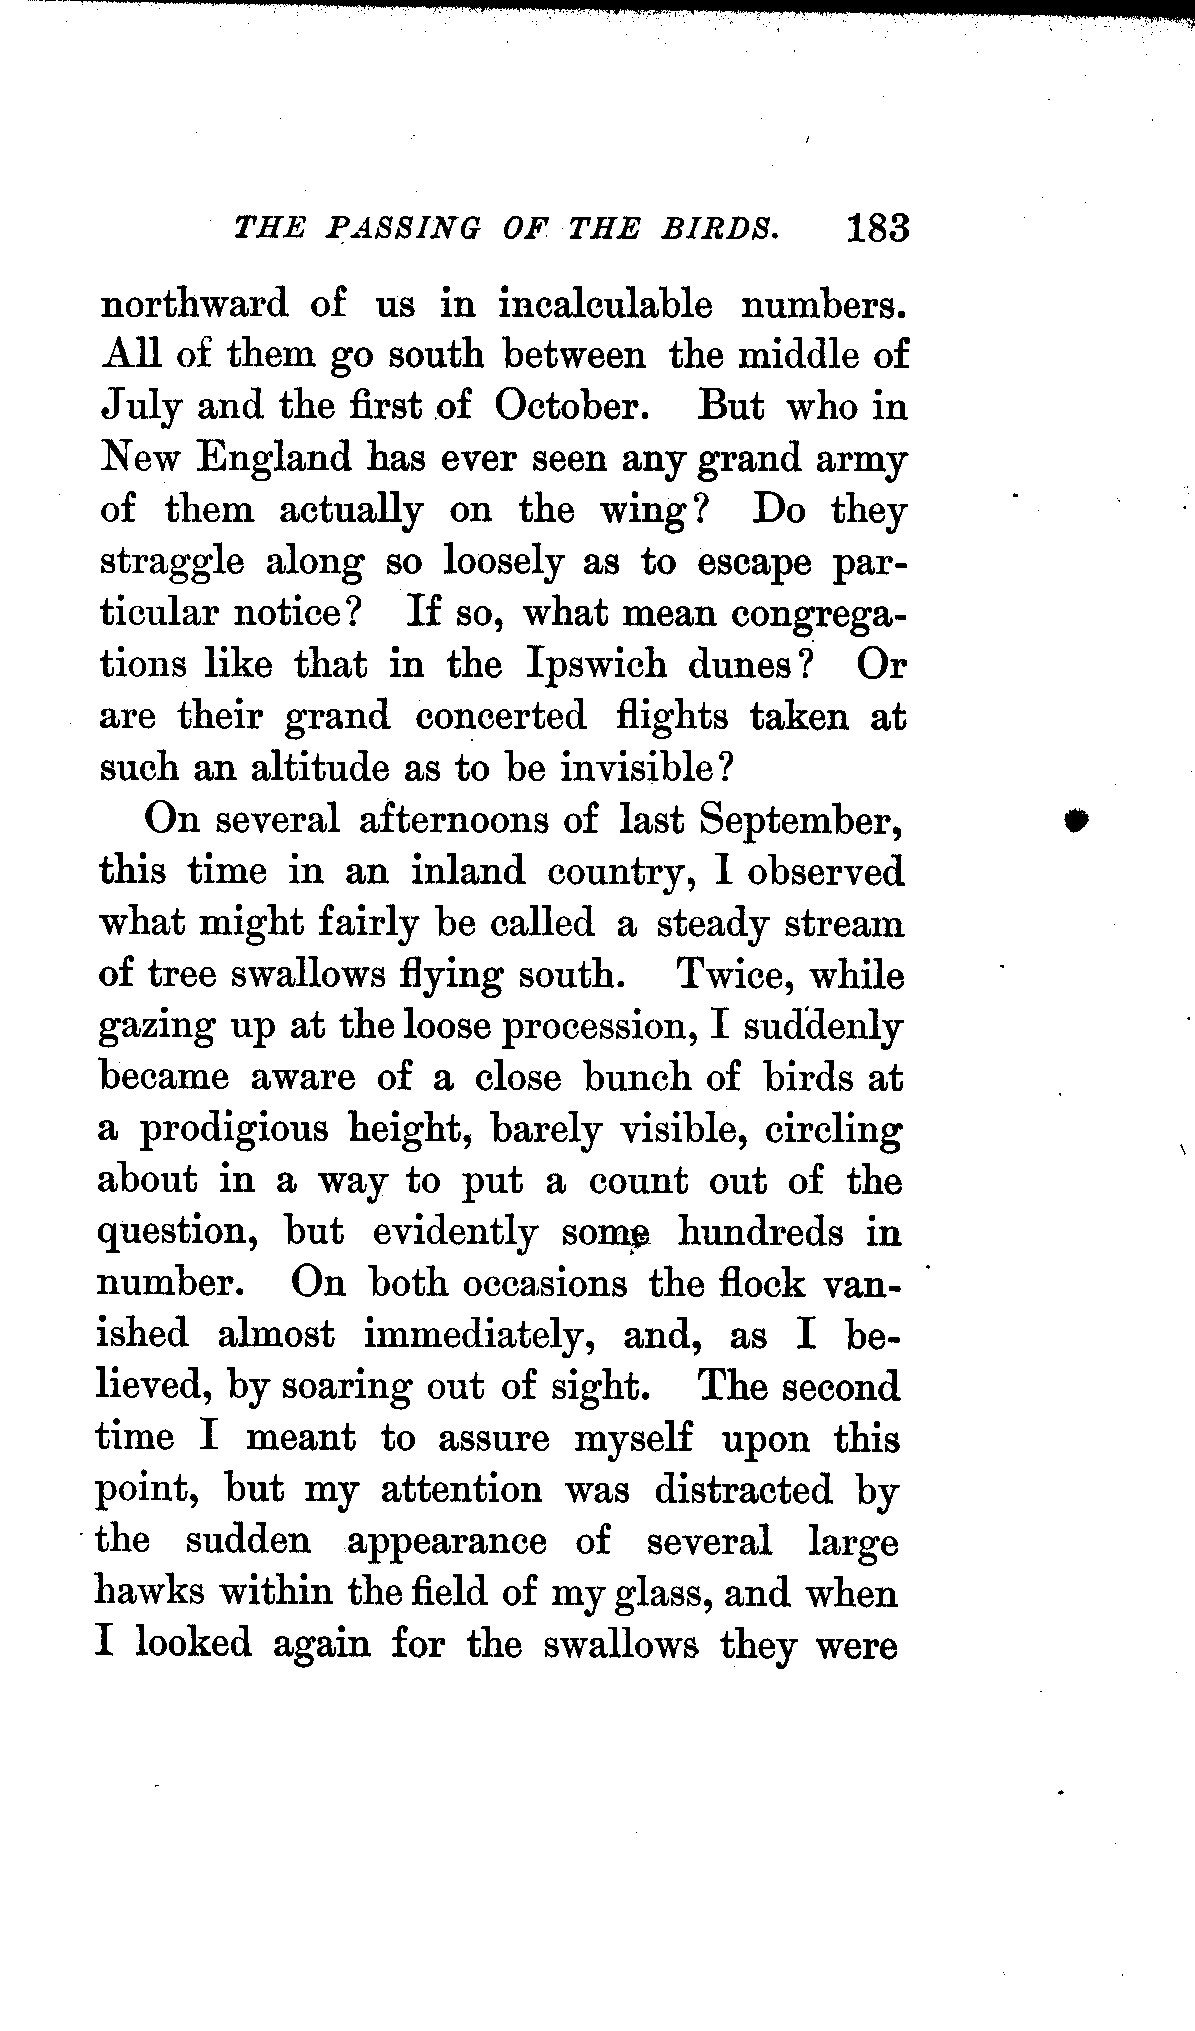 THE PASSING OF THE BIRDS. 183
northward of us in incalculable numbers.
All of them go south between the middle of
July and the first of October. But who in
New England has ever seen any grand army
of them actually on the wing? Do they
straggle along so loosely as to escape par-
ticular notice? If so, what mean congrega-
tions like that in the Ipswich dunes? Or
are their grand concerted flights taken at
such an altitude as to be invisible?
On several afternoons of last September,
this time in an inland country, I observed
what might fairly be called a steady stream
of tree swallows flying south. Twice, while
gazing up at the loose procession, I suddenly
became aware of a close bunch of birds at
a prodigious height, barely visible, circling
about in a way to put a count out of the
question, but evidently some hundreds in
number. On both occasions the flock van-
ished almost immediately, and, as I be-
lieved, by soaring out of sight. The second
time I meant to assure myself upon this
point, but my attention was distracted by
the sudden appearance of several large
hawks within the field of my glass, and when
I looked again for the swallows they were